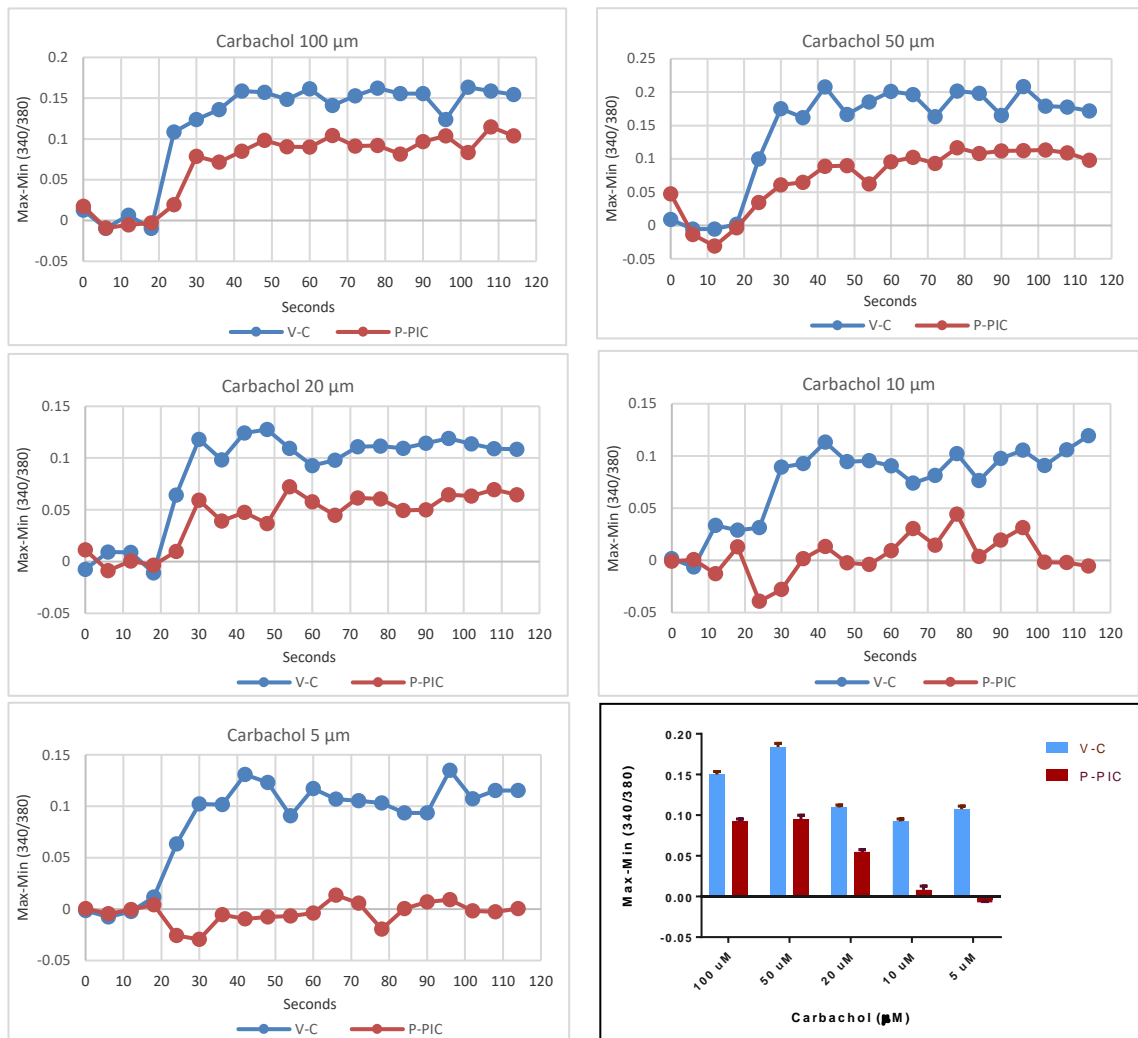 Carbachol 100 µm
Max-Min (340/380)
0.2
0.15
0.1
0.05
0
-0.05
0 10 20 30 40 50 60 70 80 90 100 110 120
Seconds
V-C P-PIC
Carbachol 50 µm
Max-Min (340/380)
0.25
0.20
0.15
0.1
0.05
0
-0.05
0 10 20 30 40 50 60 70 80 90 100 110 120
Seconds
V-C P-PIC
Carbachol 20 µm
Max-Min (340/380)
0.15
0.1
0.05
0
-0.05
0 10 20 30 40 50 60 70 80 90 100 110 120
Seconds
V-C P-PIC
Carbachol 10 µm
Max-Min (340/380)
0.15
0.1
0.05
0
-0.05
0 10 20 30 40 50 60 70 80 90 100 110 120
Seconds
V-C P-PIC
Carbachol 5 µm
Max-Min (340/380)
0.15
0.1
0.05
0
-0.05
0 10 20 30 40 50 60 70 80 90 100 110 120
Seconds
V-C P-PIC
Max-Min (340/380)
0.20
0.15
0.10
0.05
0.00
-0.05
100 uM 50 uM 20 uM 10 uM 5 uM
Carbachol (µM)
V-C
P-PIC